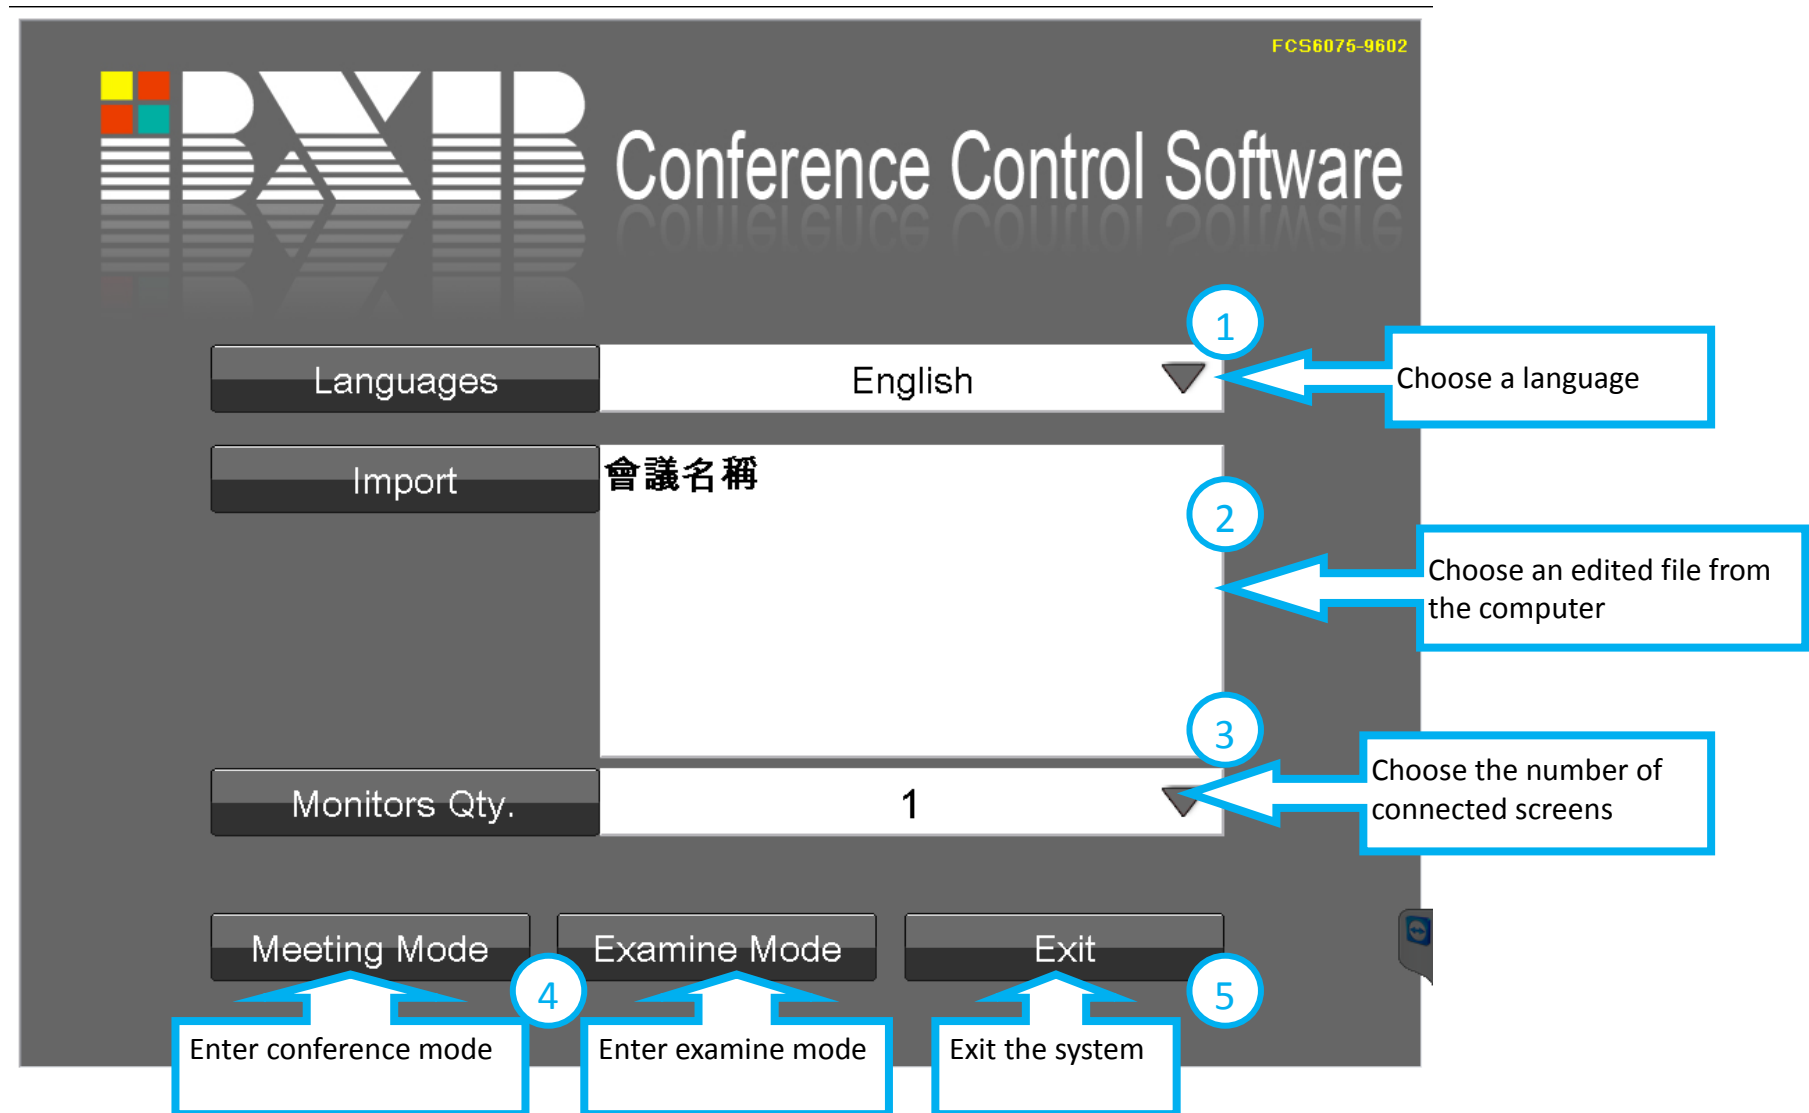 FCS6075-9602
BXB Conference Control Software
1
Languages English Choose a language
Import 會議名稱
2
Choose an edited file from
the computer
3
Monitors Qty. 1
Choose the number of
connected screens
Meeting Mode Examine Mode Exit
4 5
Enter conference mode Enter examine mode Exit the system